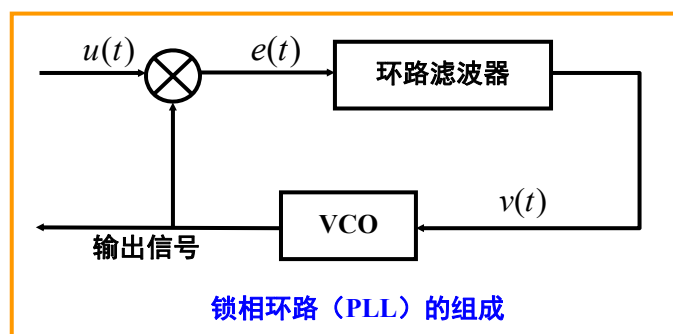 u(t)
e(t)
环路滤波器
VCO
v(t)
输出信号
锁相环路（PLL）的组成